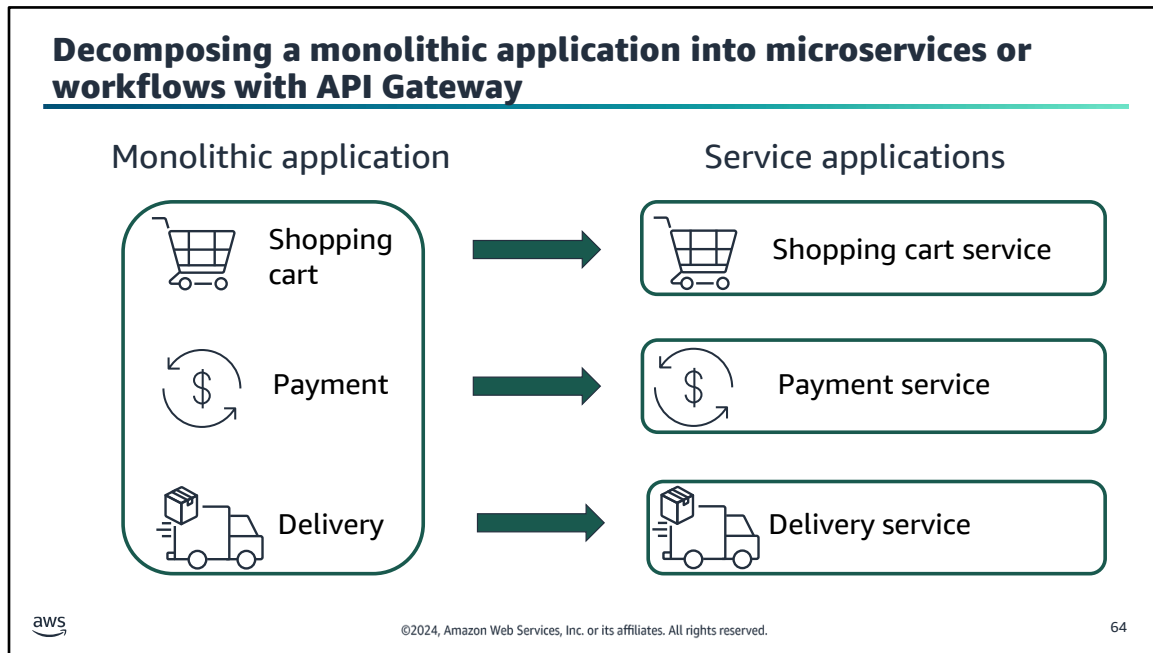 Decomposing a monolithic application into microservices or
workflows with API Gateway
Monolithic application
Service applications
Shopping
cart
Shopping cart service
$
Payment
$
Payment service
Delivery
Delivery service
aws
©2024, Amazon Web Services, Inc. or its affiliates. All rights reserved.
64